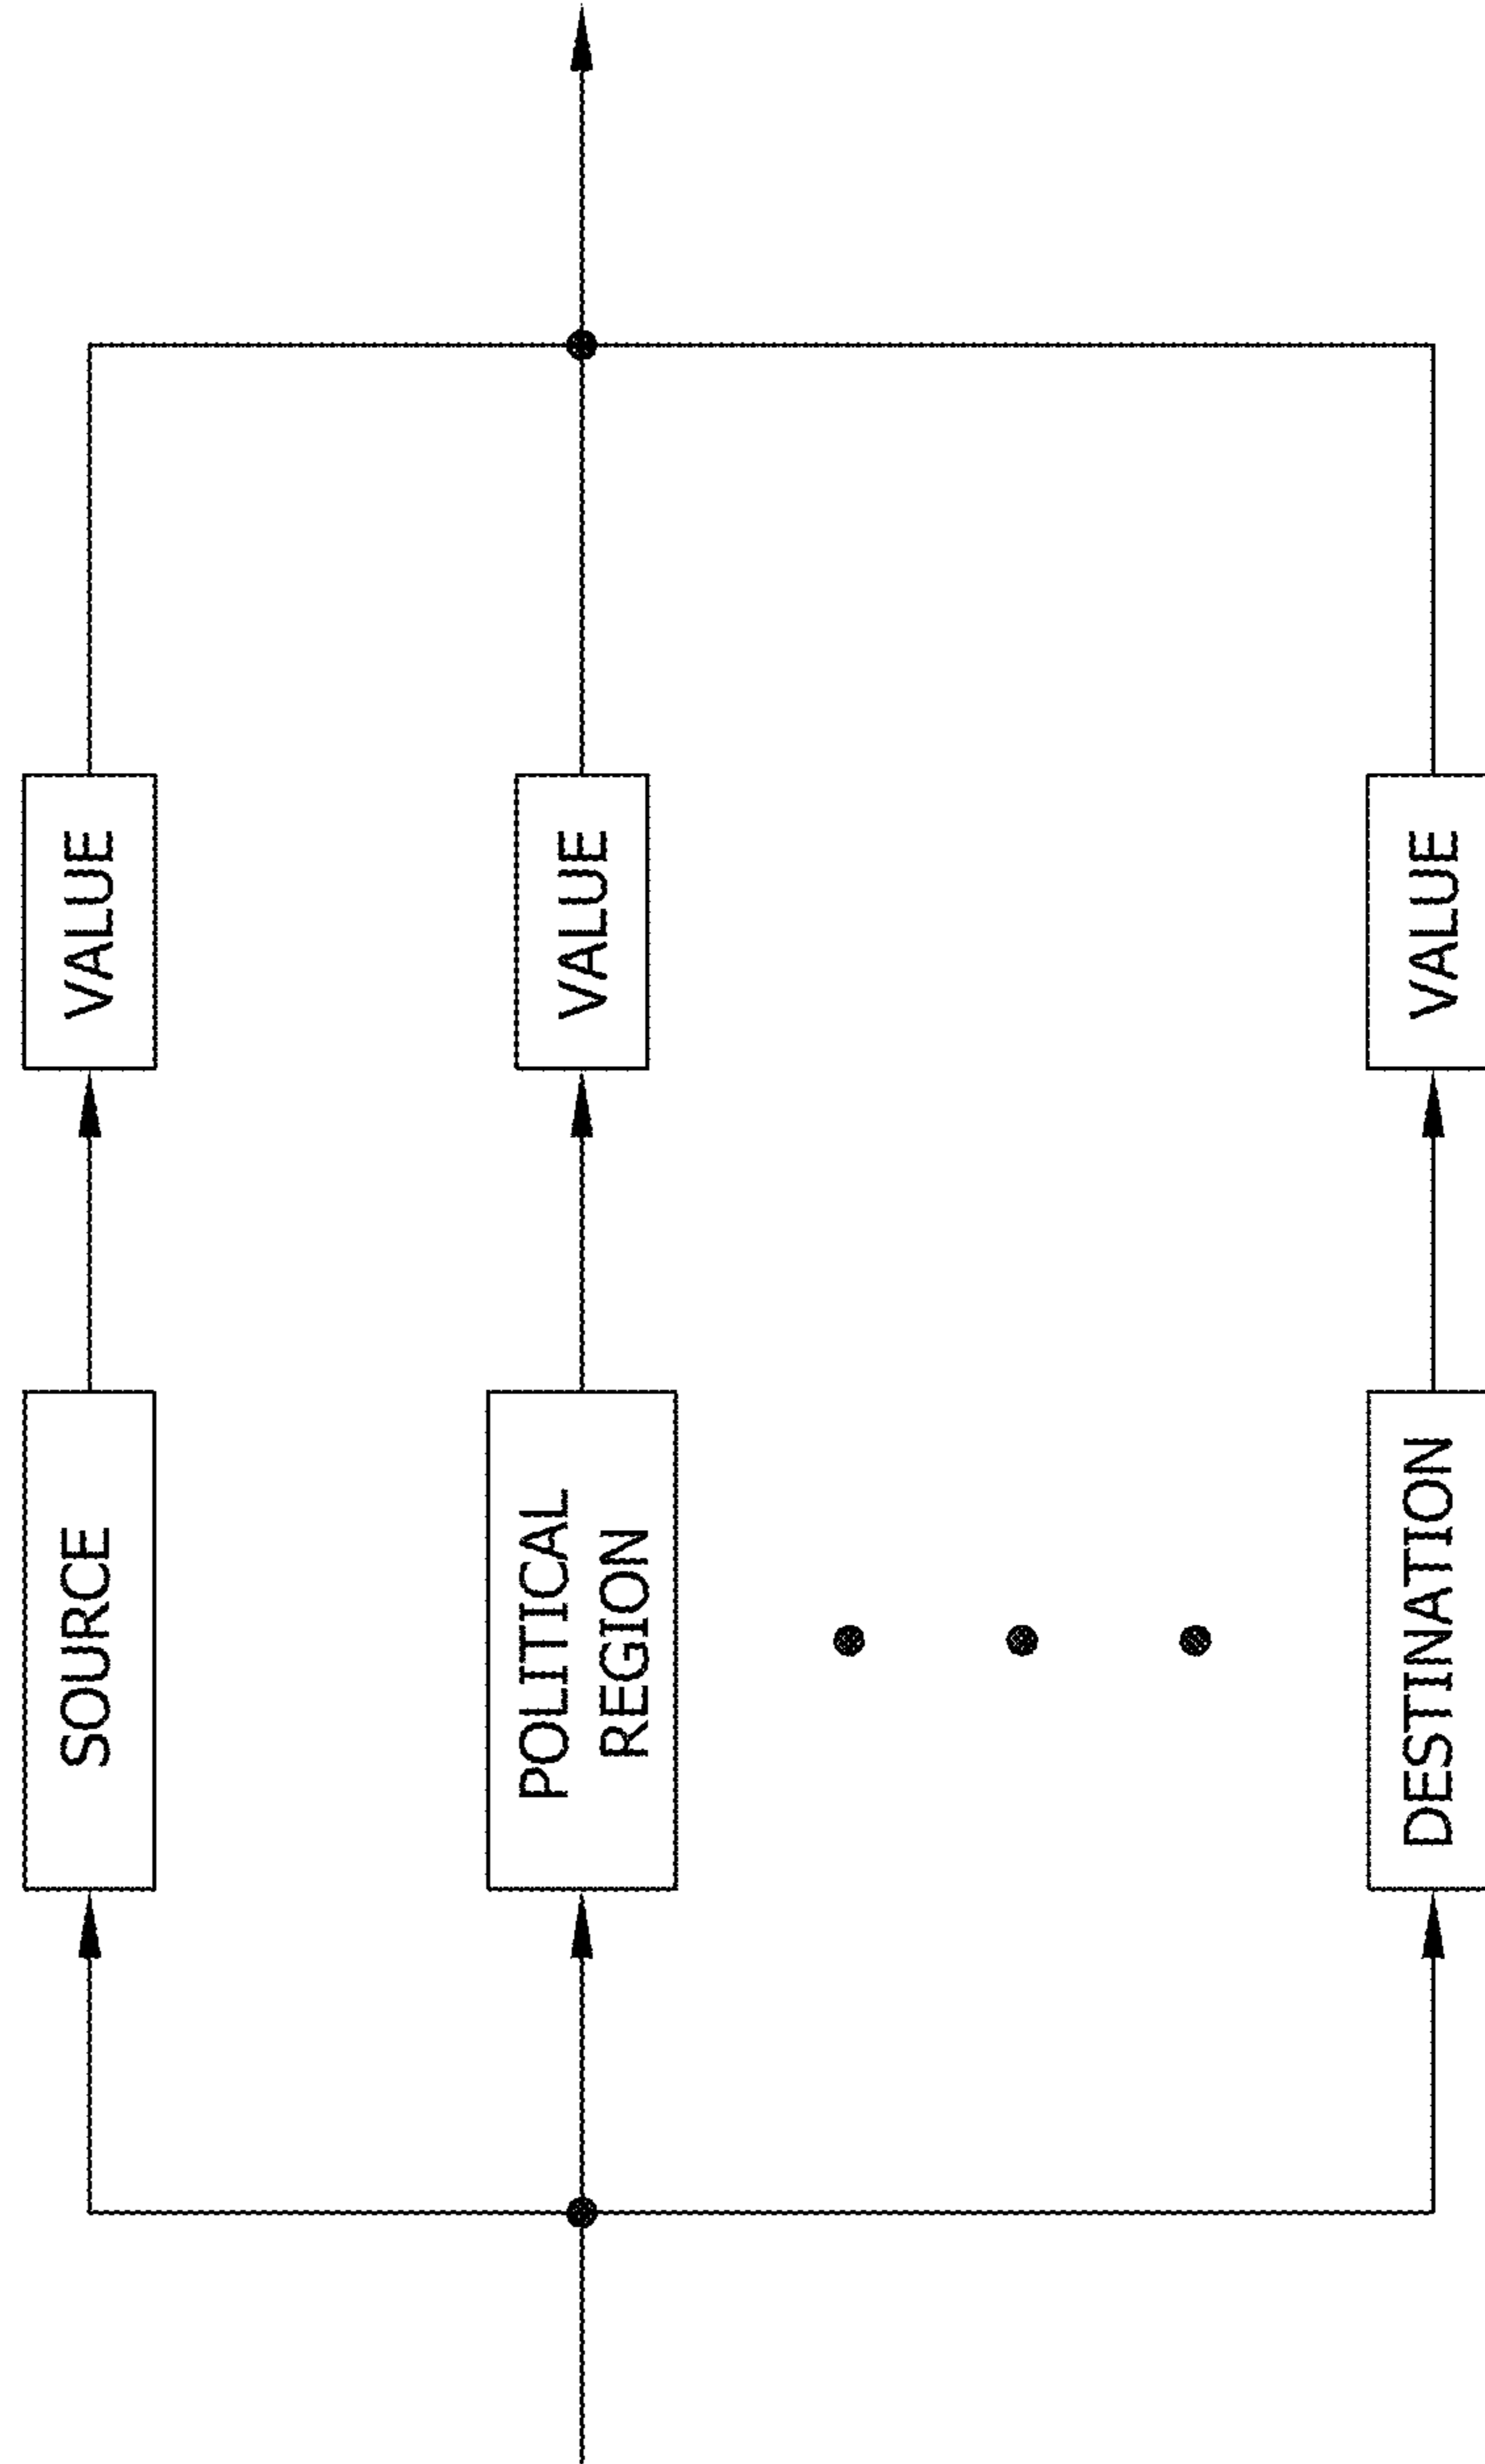 SOURCE
VALUE
POLITICAL
REGION
VALUE
DESTINATION
VALUE